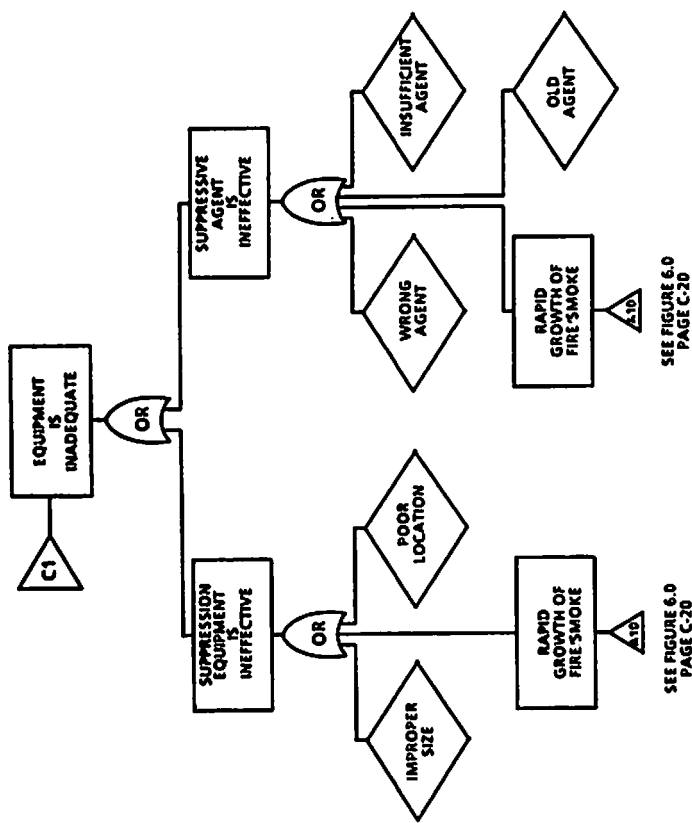 EQUIPMENT
IS
INADEQUATE
C1
OR
SUPPRESSION
EQUIPMENT
IS
INEFFECTIVE
SUPPRESSIVE
AGENT
IS
INEFFECTIVE
OR
OR
IMPROPER
SIZE
POOR
LOCATION
WRONG
AGENT
INSUFFICIENT
AGENT
RAPID
GROWTH OF
FIRE/SMOKE
RAPID
GROWTH OF
FIRE/SMOKE
OLD
AGENT
A10
A10
SEE FIGURE 6.0
PAGE C-20
SEE FIGURE 6.0
PAGE C-20